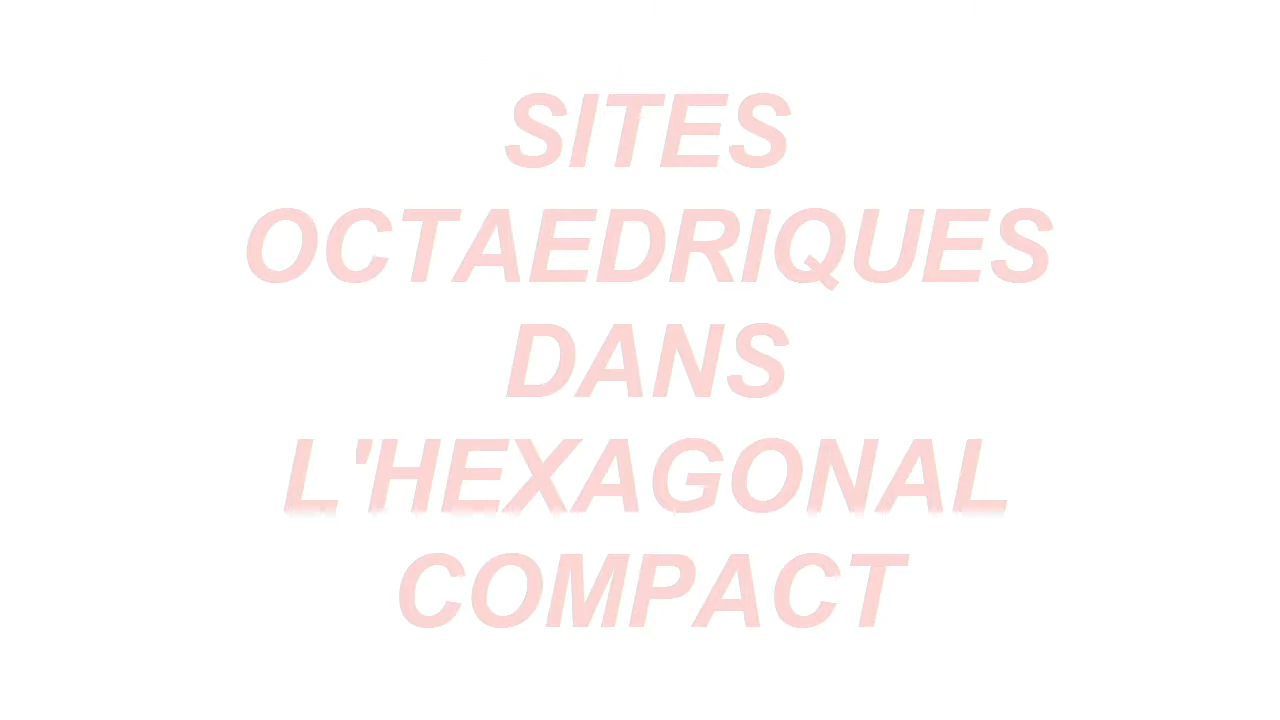 SITES
OCTAEDRIQUES
DANS
L'HEXAGONAL
COMPACT